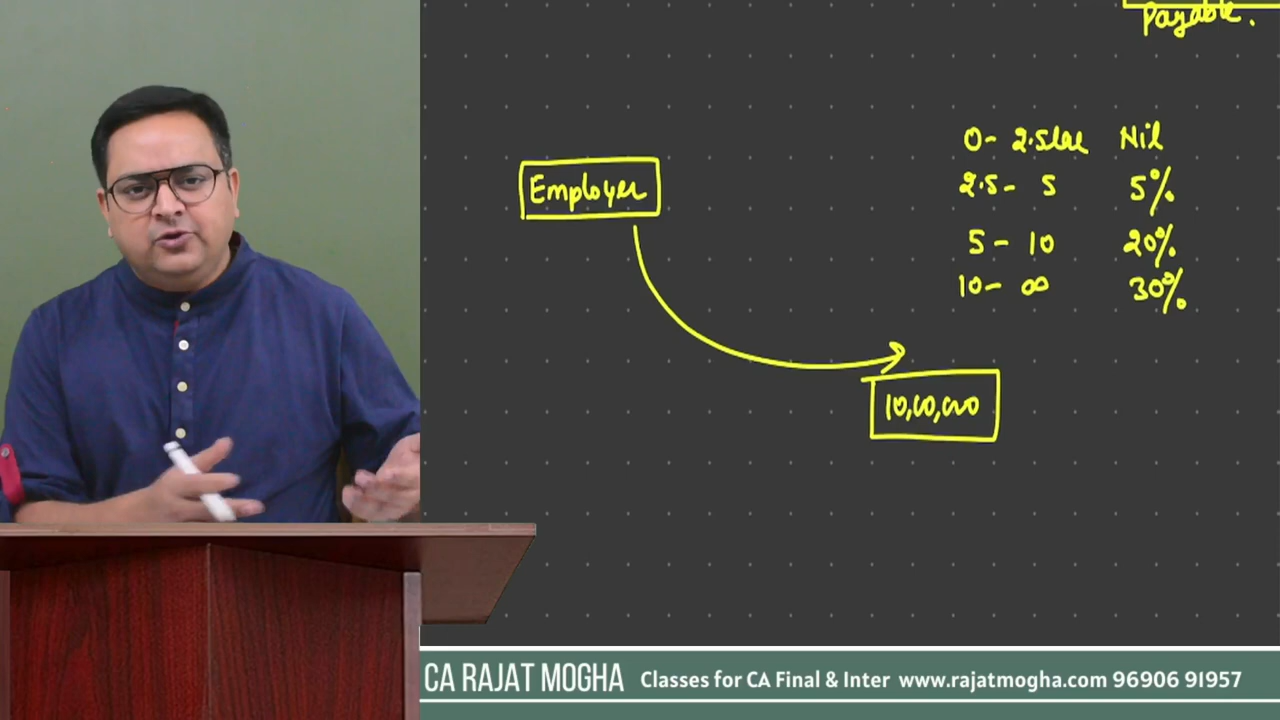 Payable.
0- 2.5lac Nil
2.5- 5 5%
5 - 10 20%
10- ∞ 30%
Employer
10,00,000
CA RAJAT MOGHA Classes for CA Final & Inter www.rajatmogha.com 96906 91957